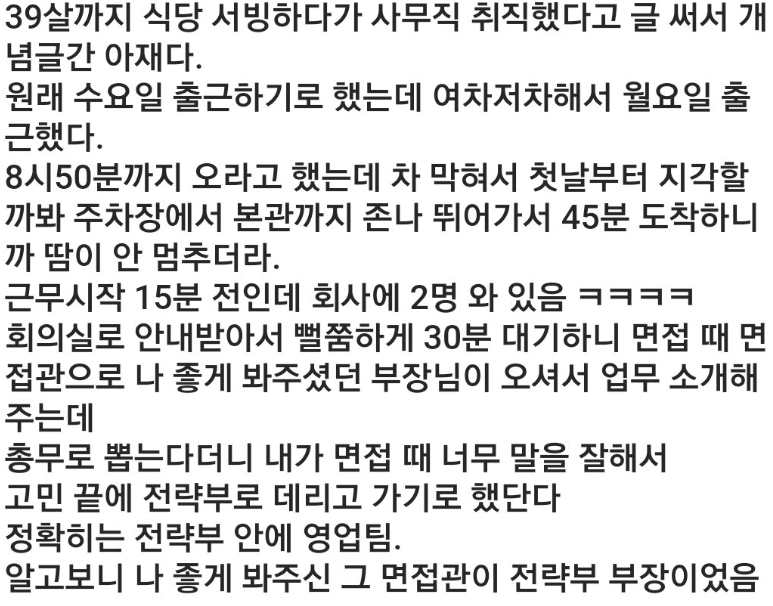 39살까지 식당 서빙하다가 사무직 취직했다고 글 써서 개
념글간 아재다.
원래 수요일 출근하기로 했는데 여차저차해서 월요일 출
근했다.
8시50분까지 오라고 했는데 차 막혀서 첫날부터 지각할
까봐 주차장에서 본관까지 존나 뛰어가서 45분 도착하니
까 땀이 안 멈추더라.
근무시작 15분 전인데 회사에 2명 와 있음 ㅋㅋㅋㅋ
회의실로 안내받아서 뻘쭘하게 30분 대기하니 면접 때 면
접관으로 나 좋게 봐주셨던 부장님이 오셔서 업무 소개해
주는데
총무로 뽑는다더니 내가 면접 때 너무 말을 잘해서
고민 끝에 전략부로 데리고 가기로 했단다
정확히는 전략부 안에 영업팀.
알고보니 나 좋게 봐주신 그 면접관이 전략부 부장이었음